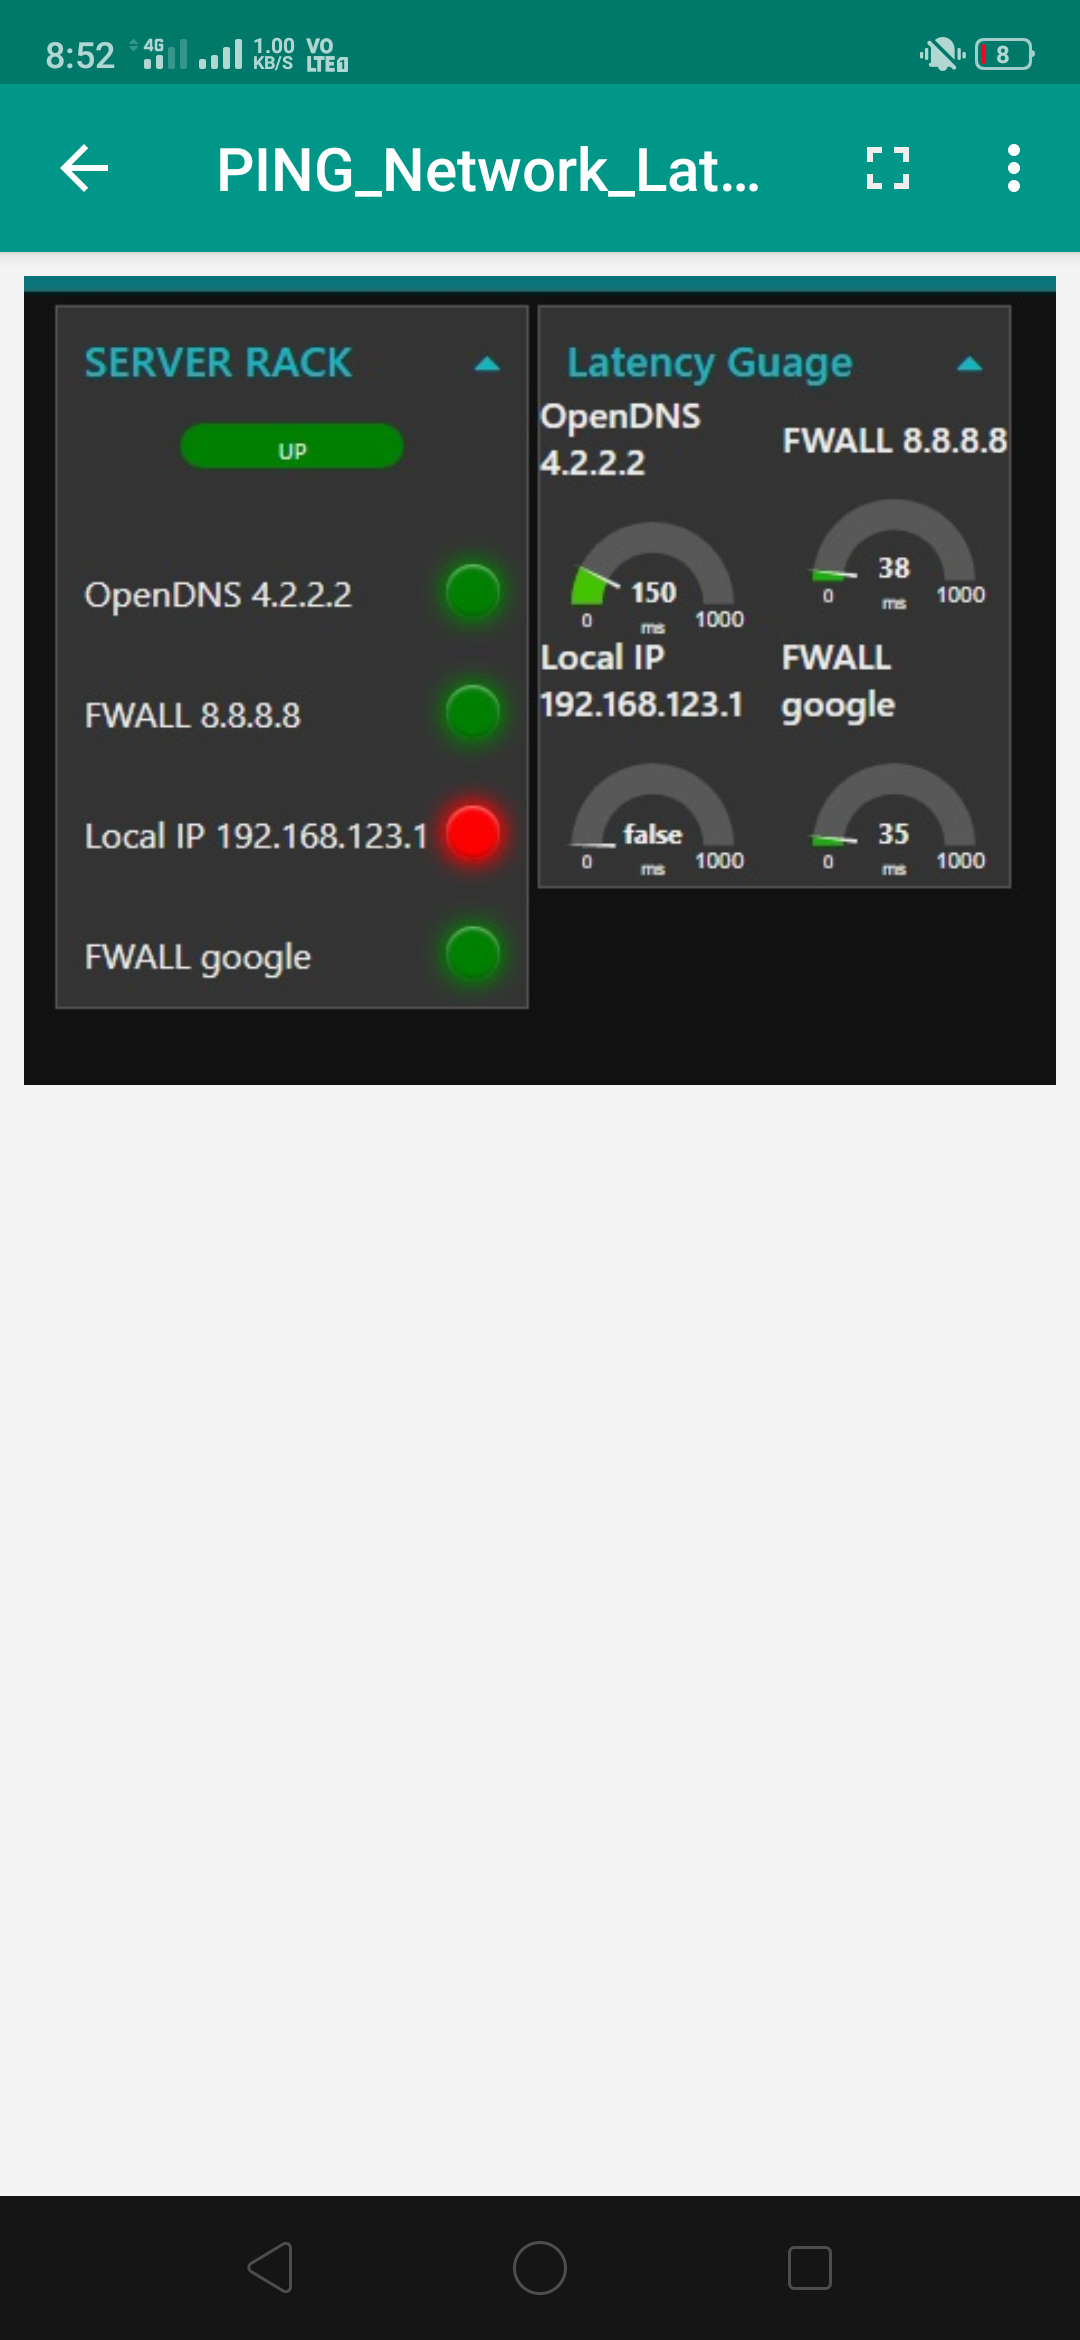 8:52 4G 1.00 KB/S VO LTE1 8
PING_Network_Lat...
SERVER RACK
UP
OpenDNS 4.2.2.2
FWALL 8.8.8.8
Local IP 192.168.123.1
FWALL google
Latency Guage
OpenDNS
4.2.2.2
150
0 ms 1000
FWALL 8.8.8.8
38
0 ms 1000
Local IP
192.168.123.1
false
0 ms 1000
FWALL
google
35
0 ms 1000